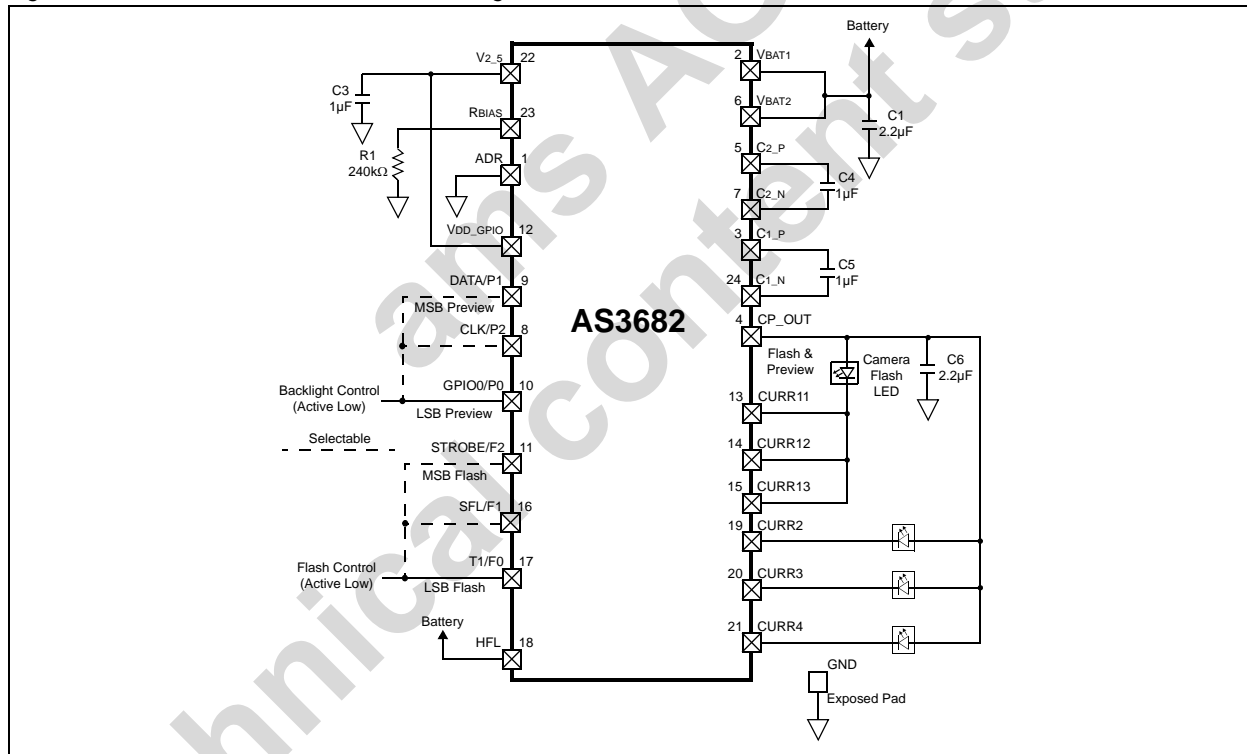 Battery
V2_5 22
2 VBAT1
C3
1µF
RBIAS 23
6 VBAT2
C1
2.2µF
R1
240kΩ
ADR 1
5 C2_P
C4
1µF
7 C2_N
VDD_GPIO 12
3 C1_P
DATA/P1 9
MSB Preview
C5
1µF
24 C1_N
AS3682
CLK/P2 8
4 CP_OUT
Flash &
Preview
Camera
Flash
LED
C6
2.2µF
Backlight Control
(Active Low)
GPIO0/P0 10
LSB Preview
13 CURR11
Selectable
STROBE/F2 11
MSB Flash
14 CURR12
15 CURR13
SFL/F1 16
19 CURR2
Flash Control
(Active Low)
T1/F0 17
LSB Flash
20 CURR3
Battery
HFL 18
21 CURR4
GND
Exposed Pad
ams AG
hnical content s